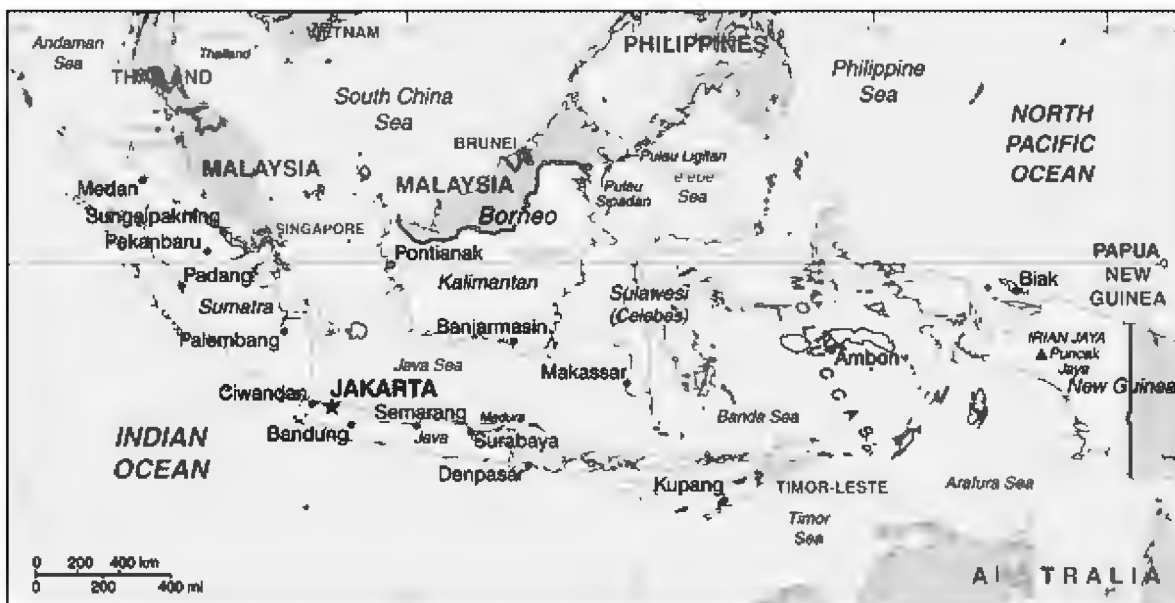 Andaman
Sea
VIETNAM
Thailand
THAILAND
PHILIPPINES
Philippine
Sea
South China
Sea
NORTH
PACIFIC
OCEAN
BRUNEI
MALAYSIA
MALAYSIA
Pulau Ligitan
Pulau
Sipadan
Sea
Medan
Borneo
Sungaipakning
SINGAPORE
Pekanbaru
Pontianak
PAPUA
NEW
GUINEA
Padang
Kalimantan
Biak
Sumatra
Sulawesi
(Celebes)
Palembang
Banjarmasin
IRIAN JAYA
Puncak
Jaya
Ambon
Java Sea
Makassar
New Guinea
Ciwandan
JAKARTA
Semarang
Madura
Banda Sea
Bandung
Java
Surabaya
INDIAN
OCEAN
Denpasar
Kupang
TIMOR-LESTE
Arafura Sea
Timor
Sea
0 200 400 km
0 200 400 mi